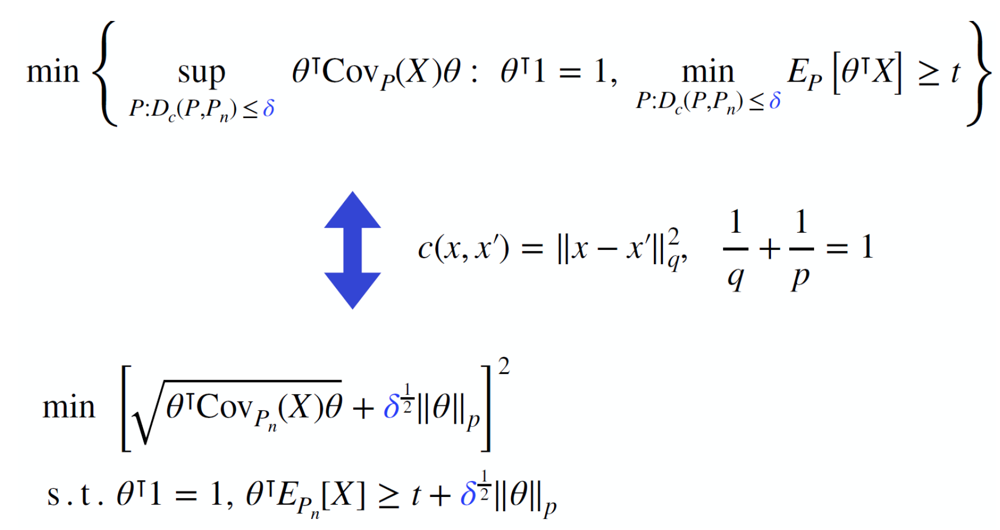 min { sup_{P:D_c(P,P_n) ≤ δ} θ^⊺Cov_P(X)θ : θ^⊺1 = 1, min_{P:D_c(P,P_n) ≤ δ} E_P [θ^⊺X] ≥ t }
c(x, x′) = ||x − x′||_q^2, 1/q + 1/p = 1
min [ √(θ^⊺Cov_{P_n}(X)θ) + δ^{1/2}||θ||_p ]^2
s.t. θ^⊺1 = 1, θ^⊺E_{P_n}[X] ≥ t + δ^{1/2}||θ||_p